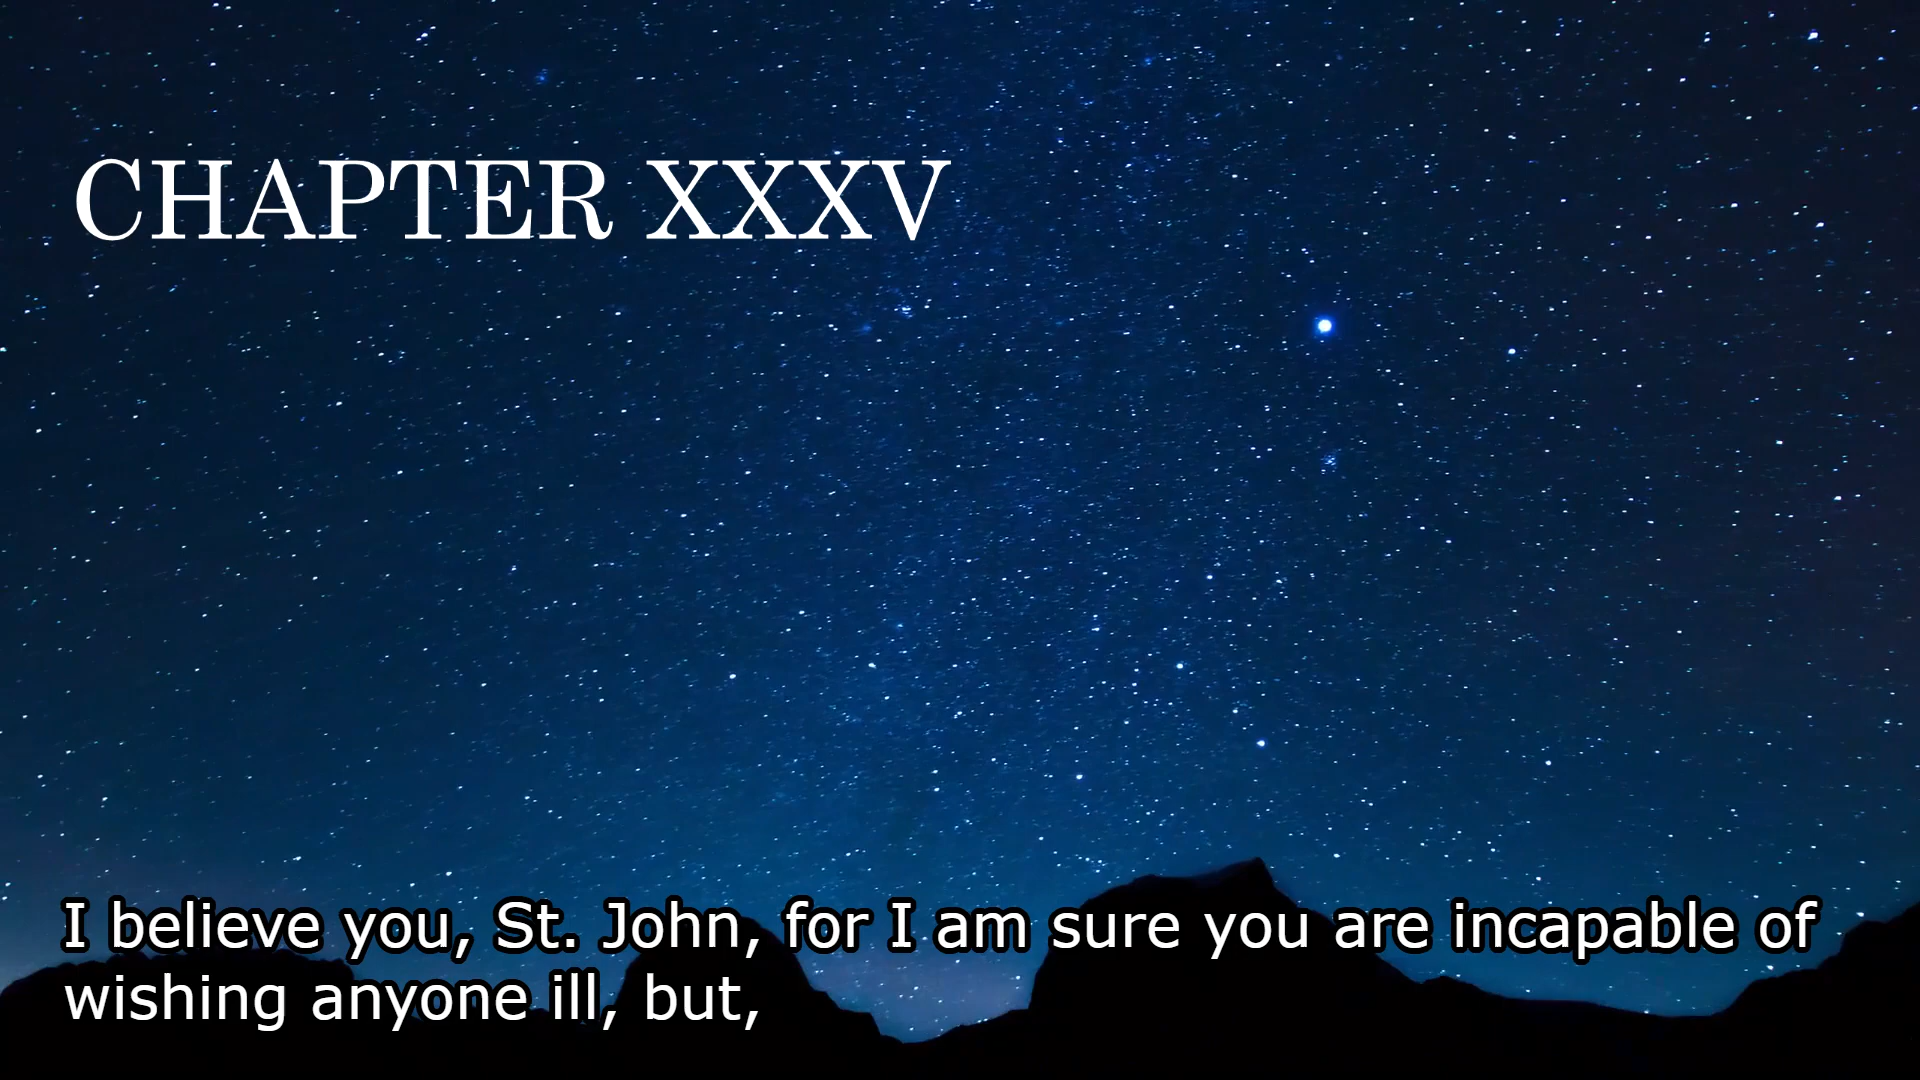 CHAPTER XXXV
I believe you, St. John, for I am sure you are incapable of
wishing anyone ill, but,